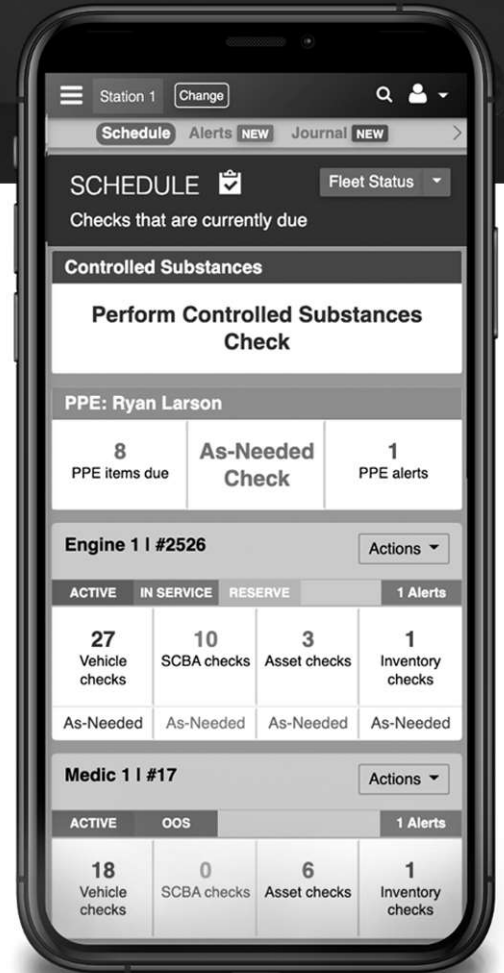 Station 1 Change
Schedule Alerts NEW Journal NEW
SCHEDULE Fleet Status
Checks that are currently due
Controlled Substances
Perform Controlled Substances
Check
PPE: Ryan Larson
8 As-Needed 1
PPE items due Check PPE alerts
Engine 1 | #2526 Actions
ACTIVE IN SERVICE RESERVE 1 Alerts
27 10 3 1
Vehicle SCBA checks Asset checks Inventory
checks checks
As-Needed As-Needed As-Needed As-Needed
Medic 1 | #17 Actions
ACTIVE OOS 1 Alerts
18 0 6 1
Vehicle SCBA checks Asset checks Inventory
checks checks